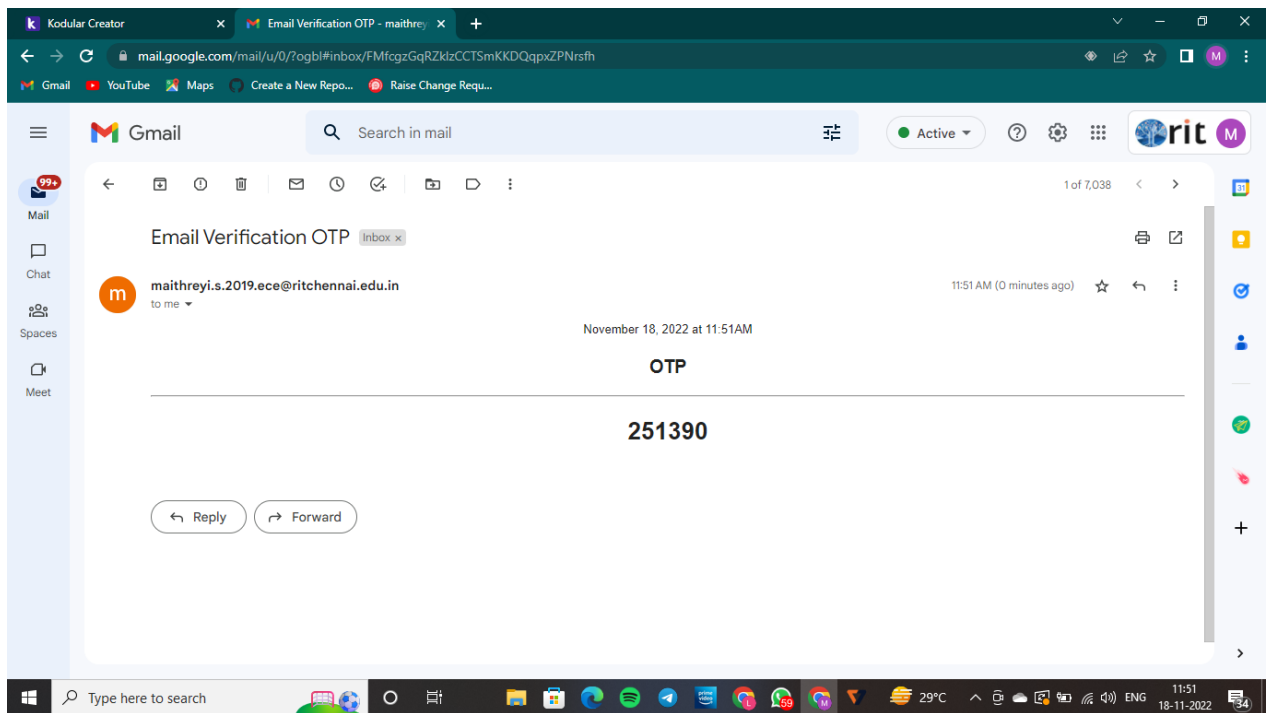 Kodular Creator
Email Verification OTP - maithrey
mail.google.com/mail/u/0/?ogbl#inbox/FMfcgzGqRZklzCCTSmKKDQqpxZPNrsfh
M
Gmail
YouTube
Maps
Create a New Repo...
Raise Change Requ...
Gmail
Search in mail
Active
rit
M
99+
Mail
Chat
Spaces
Meet
1 of 7,038
31
Email Verification OTP
Inbox x
m
maithreyi.s.2019.ece@ritchennai.edu.in
to me
11:51 AM (0 minutes ago)
November 18, 2022 at 11:51AM
OTP
251390
Reply
Forward
Type here to search
prime video
L
59
M
29°C
ENG
11:51
18-11-2022
34